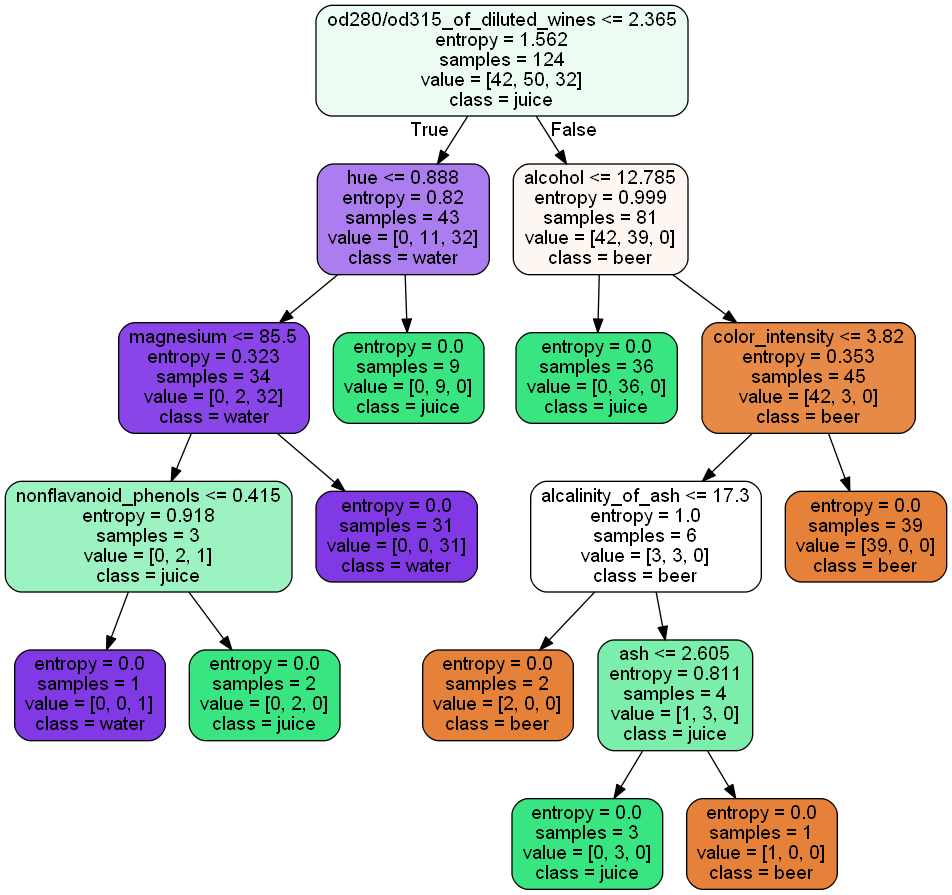 od280/od315_of_diluted_wines <= 2.365
entropy = 1.562
samples = 124
value = [42, 50, 32]
class = juice
True
False
hue <= 0.888
entropy = 0.82
samples = 43
value = [0, 11, 32]
class = water
alcohol <= 12.785
entropy = 0.999
samples = 81
value = [42, 39, 0]
class = beer
magnesium <= 85.5
entropy = 0.323
samples = 34
value = [0, 2, 32]
class = water
entropy = 0.0
samples = 9
value = [0, 9, 0]
class = juice
entropy = 0.0
samples = 36
value = [0, 36, 0]
class = juice
color_intensity <= 3.82
entropy = 0.353
samples = 45
value = [42, 3, 0]
class = beer
nonflavanoid_phenols <= 0.415
entropy = 0.918
samples = 3
value = [0, 2, 1]
class = juice
entropy = 0.0
samples = 31
value = [0, 0, 31]
class = water
alcalinity_of_ash <= 17.3
entropy = 1.0
samples = 6
value = [3, 3, 0]
class = beer
entropy = 0.0
samples = 39
value = [39, 0, 0]
class = beer
entropy = 0.0
samples = 1
value = [0, 0, 1]
class = water
entropy = 0.0
samples = 2
value = [0, 2, 0]
class = juice
entropy = 0.0
samples = 2
value = [2, 0, 0]
class = beer
ash <= 2.605
entropy = 0.811
samples = 4
value = [1, 3, 0]
class = juice
entropy = 0.0
samples = 3
value = [0, 3, 0]
class = juice
entropy = 0.0
samples = 1
value = [1, 0, 0]
class = beer